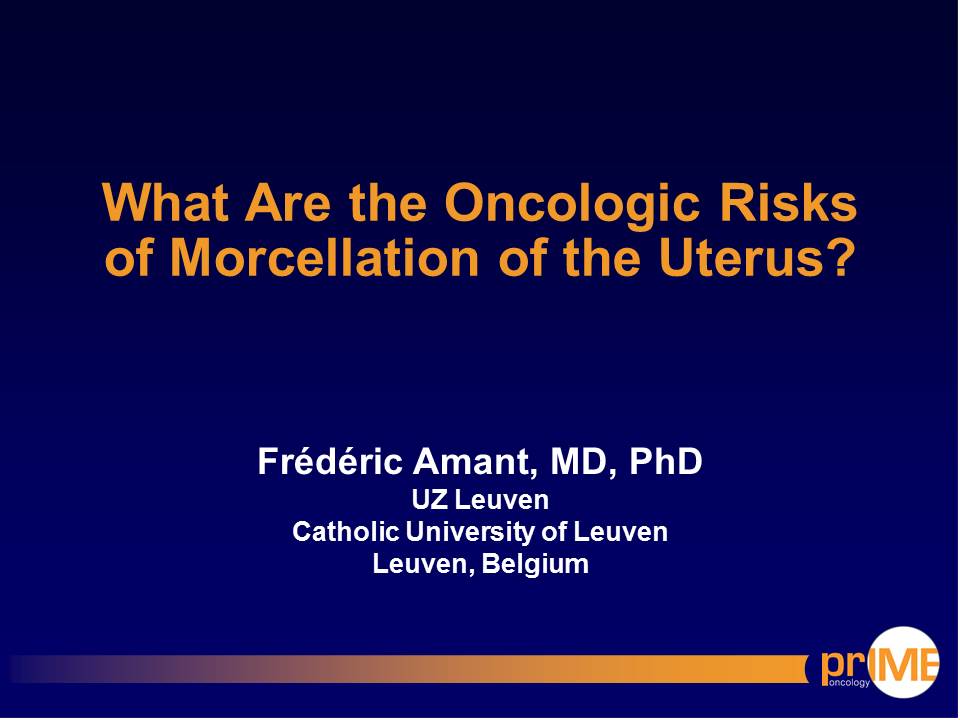 What Are the Oncologic Risks
of Morcellation of the Uterus?
Frédéric Amant, MD, PhD
UZ Leuven
Catholic University of Leuven
Leuven, Belgium
prIME
oncology